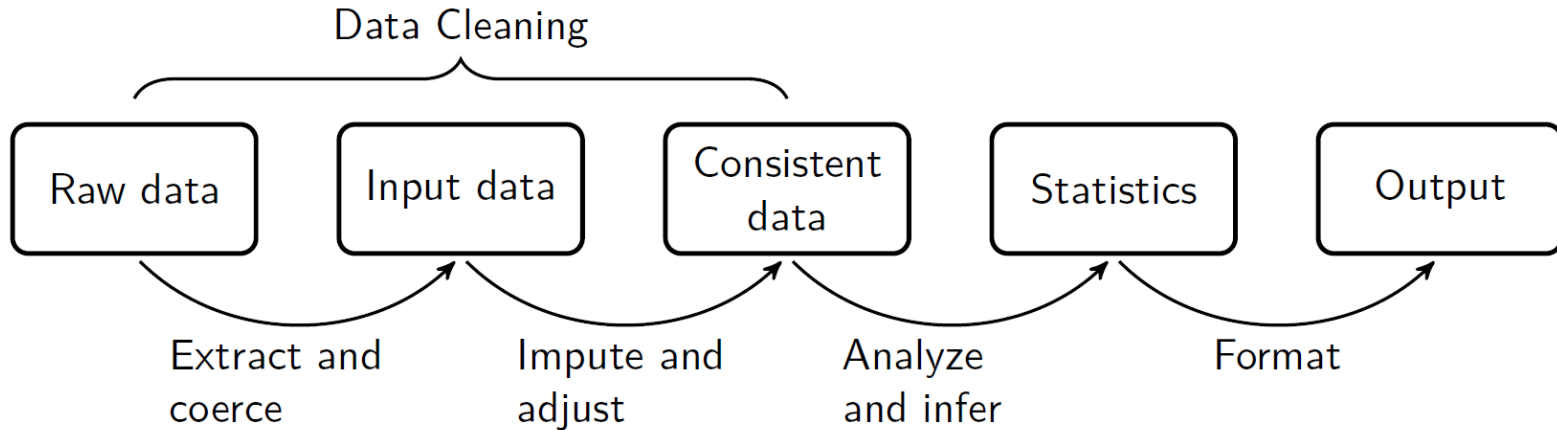 Data Cleaning
Raw data
Input data
Consistent
data
Statistics
Output
Extract and
coerce
Impute and
adjust
Analyze
and infer
Format